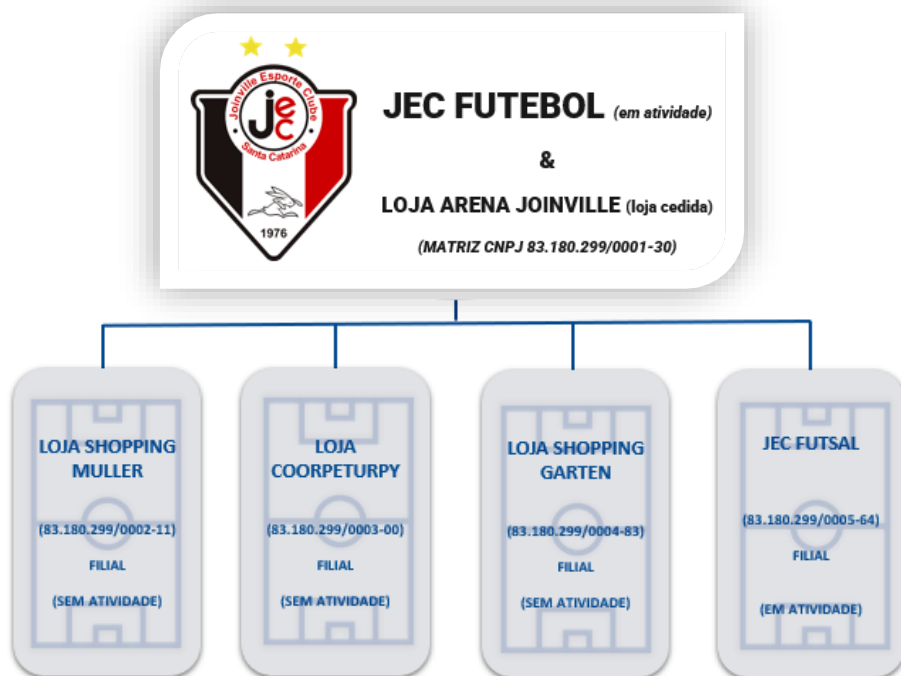 Joinville Esporte Clube
jec
Santa Catarina
1976
JEC FUTEBOL (em atividade)
&
LOJA ARENA JOINVILLE (loja cedida)
(MATRIZ CNPJ 83.180.299/0001-30)
LOJA SHOPPING
MULLER
(83.180.299/0002-11)
FILIAL
(SEM ATIVIDADE)
LOJA
COORPETURPY
(83.180.299/0003-00)
FILIAL
(SEM ATIVIDADE)
LOJA SHOPPING
GARTEN
(83.180.299/0004-83)
FILIAL
(SEM ATIVIDADE)
JEC FUTSAL
(83.180.299/0005-64)
FILIAL
(EM ATIVIDADE)